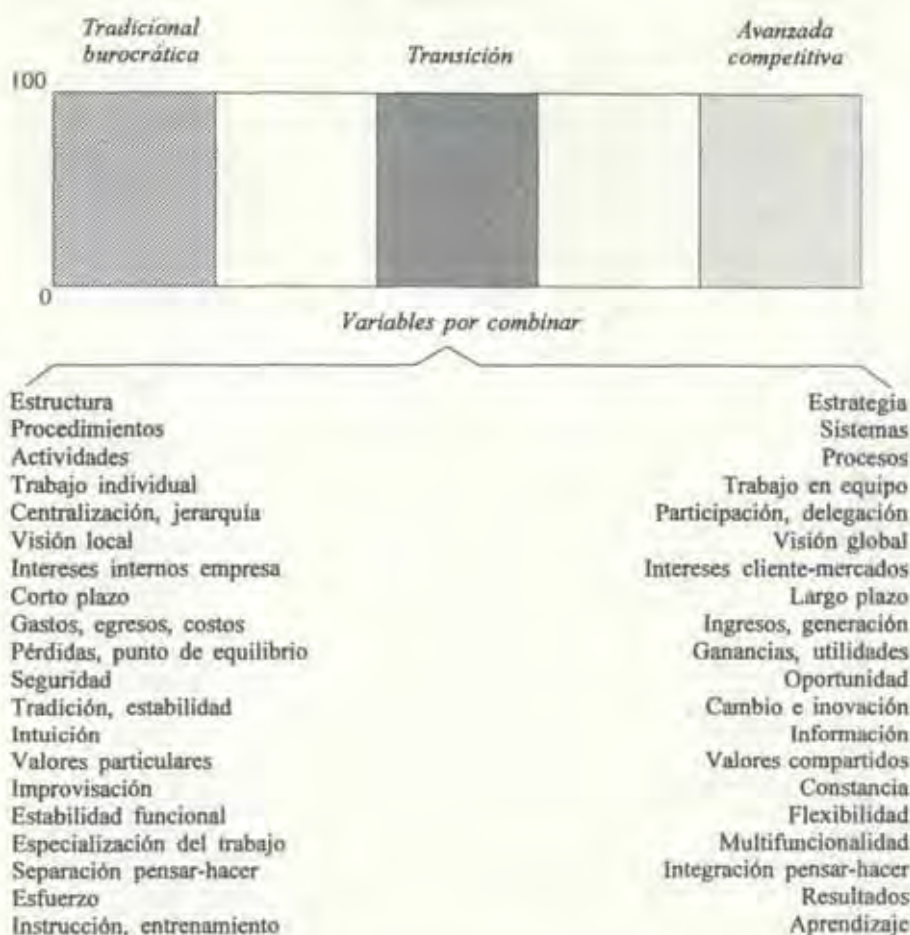 Tradicional
burocrática
Transición
Avanzada
competitiva
100
0
Variables por combinar
Estructura Estrategia
Procedimientos Sistemas
Actividades Procesos
Trabajo individual Trabajo en equipo
Centralización, jerarquía Participación, delegación
Visión local Visión global
Intereses internos empresa Intereses cliente-mercados
Corto plazo Largo plazo
Gastos, egresos, costos Ingresos, generación
Pérdidas, punto de equilibrio Ganancias, utilidades
Seguridad Oportunidad
Tradición, estabilidad Cambio e inovación
Intuición Información
Valores particulares Valores compartidos
Improvisación Constancia
Estabilidad funcional Flexibilidad
Especialización del trabajo Multifuncionalidad
Separación pensar-hacer Integración pensar-hacer
Esfuerzo Resultados
Instrucción, entrenamiento Aprendizaje